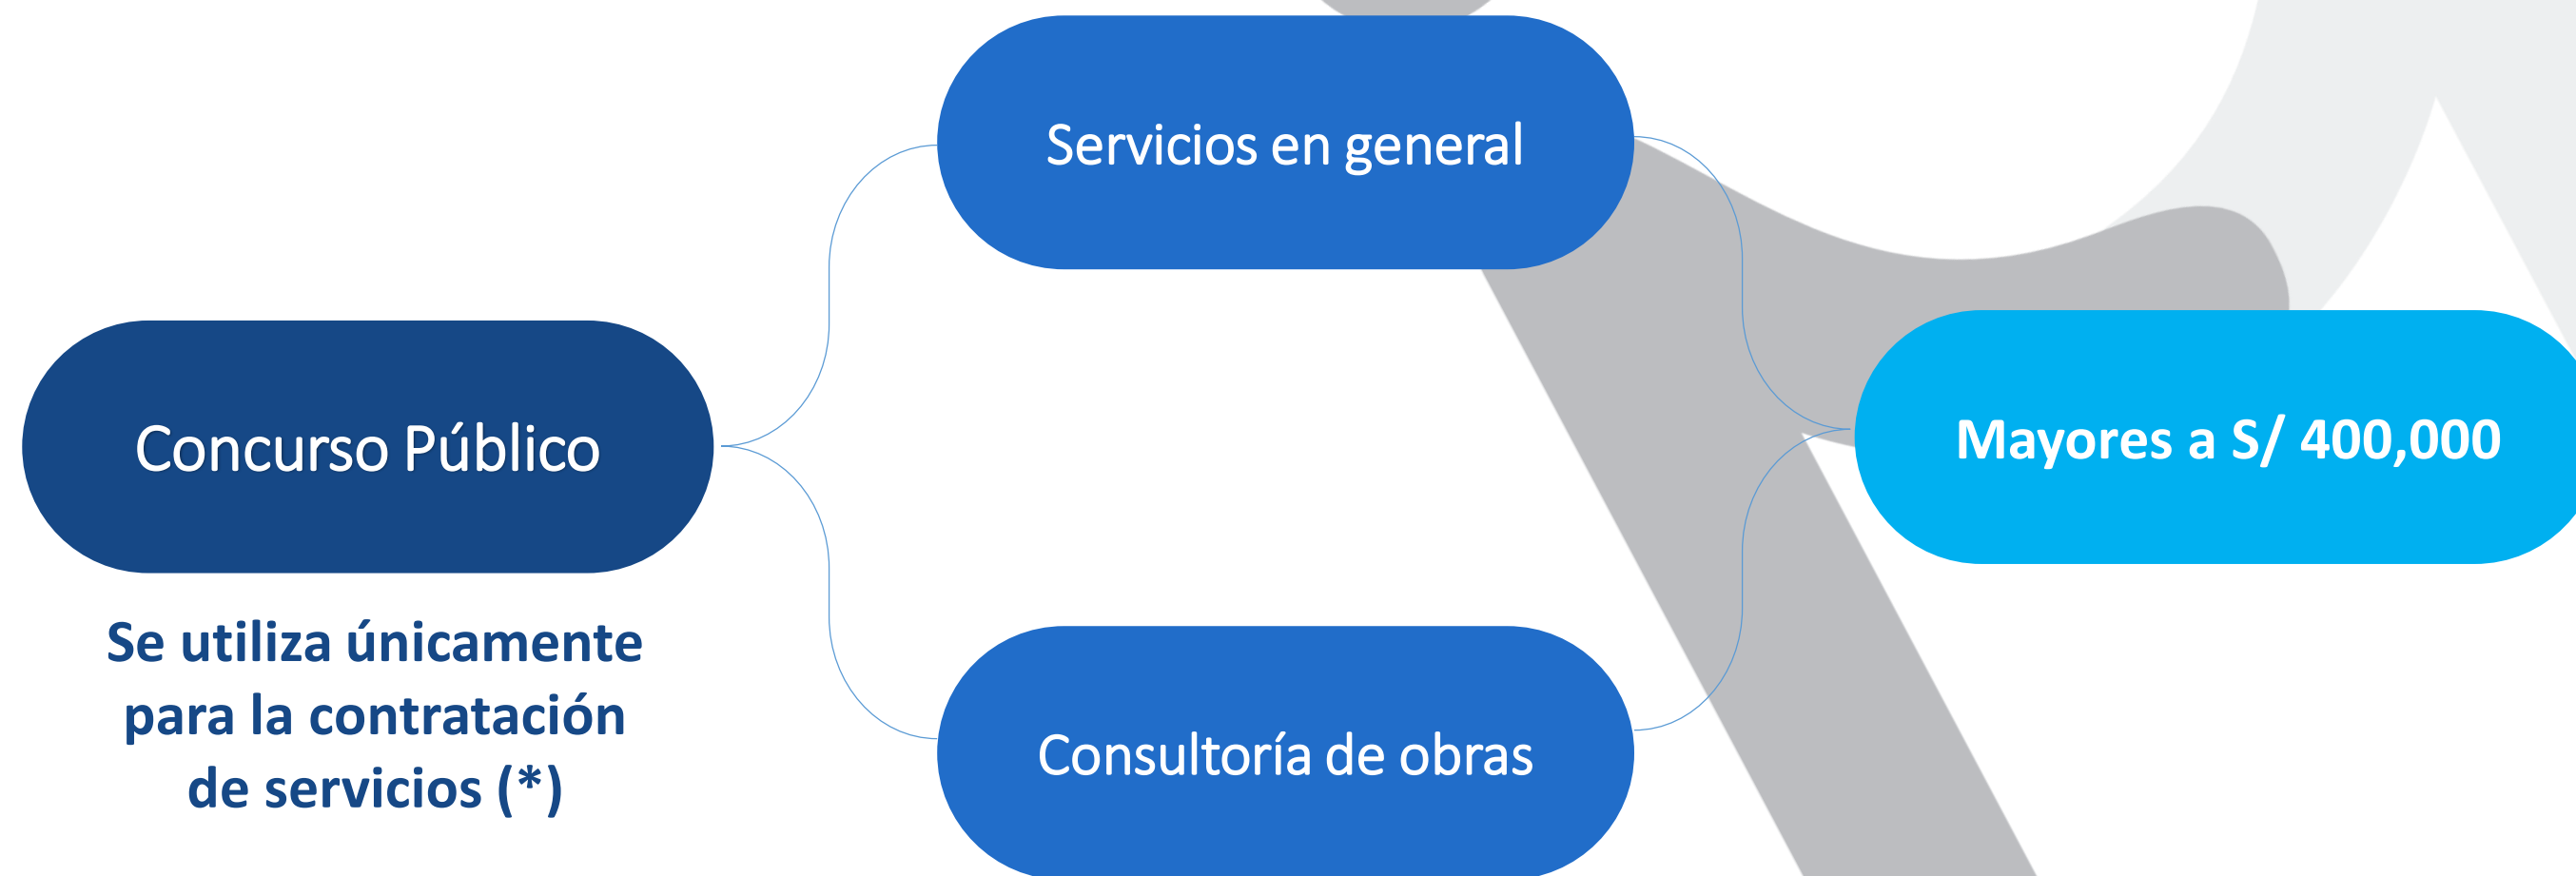 Servicios en general
Concurso Público
Mayores a S/ 400,000
Se utiliza únicamente
para la contratación
de servicios (*)
Consultoría de obras